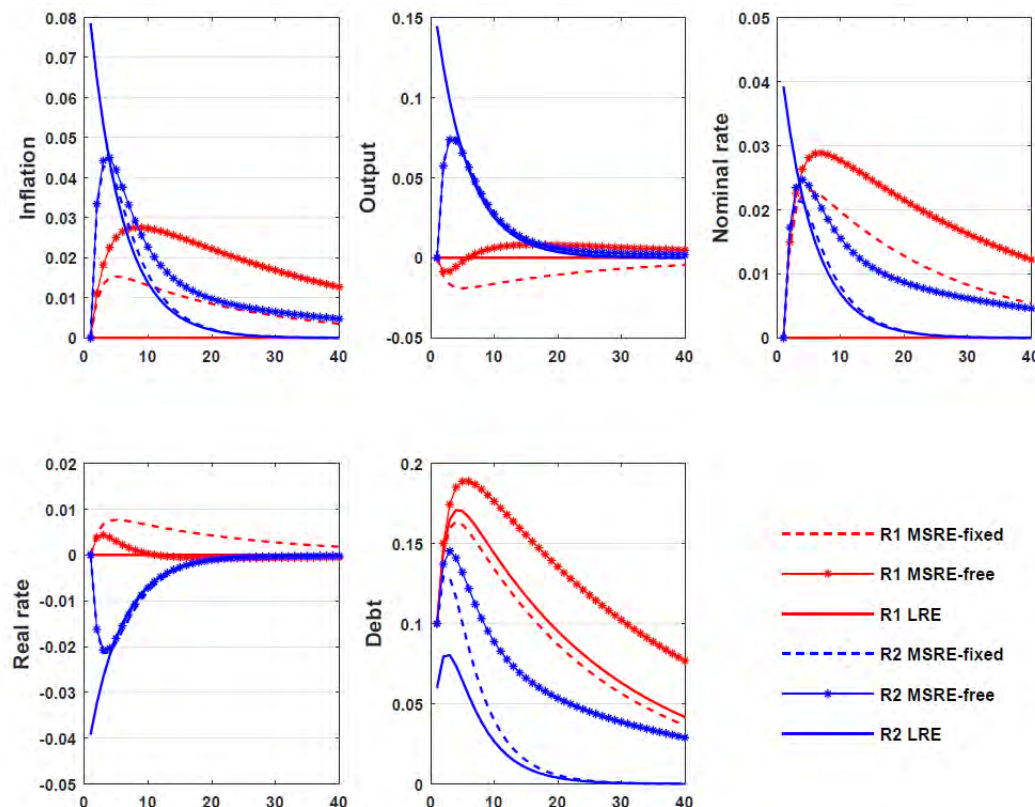 Inflation
0.08
0.07
0.06
0.05
0.04
0.03
0.02
0.01
0
0 10 20 30 40
Output
0.15
0.1
0.05
0
-0.05
0 10 20 30 40
Nominal rate
0.05
0.04
0.03
0.02
0.01
0
0 10 20 30 40
Real rate
0.02
0.01
0
-0.01
-0.02
-0.03
-0.04
-0.05
0 10 20 30 40
Debt
0.2
0.15
0.1
0.05
0
0 10 20 30 40
R1 MSRE-fixed
R1 MSRE-free
R1 LRE
R2 MSRE-fixed
R2 MSRE-free
R2 LRE